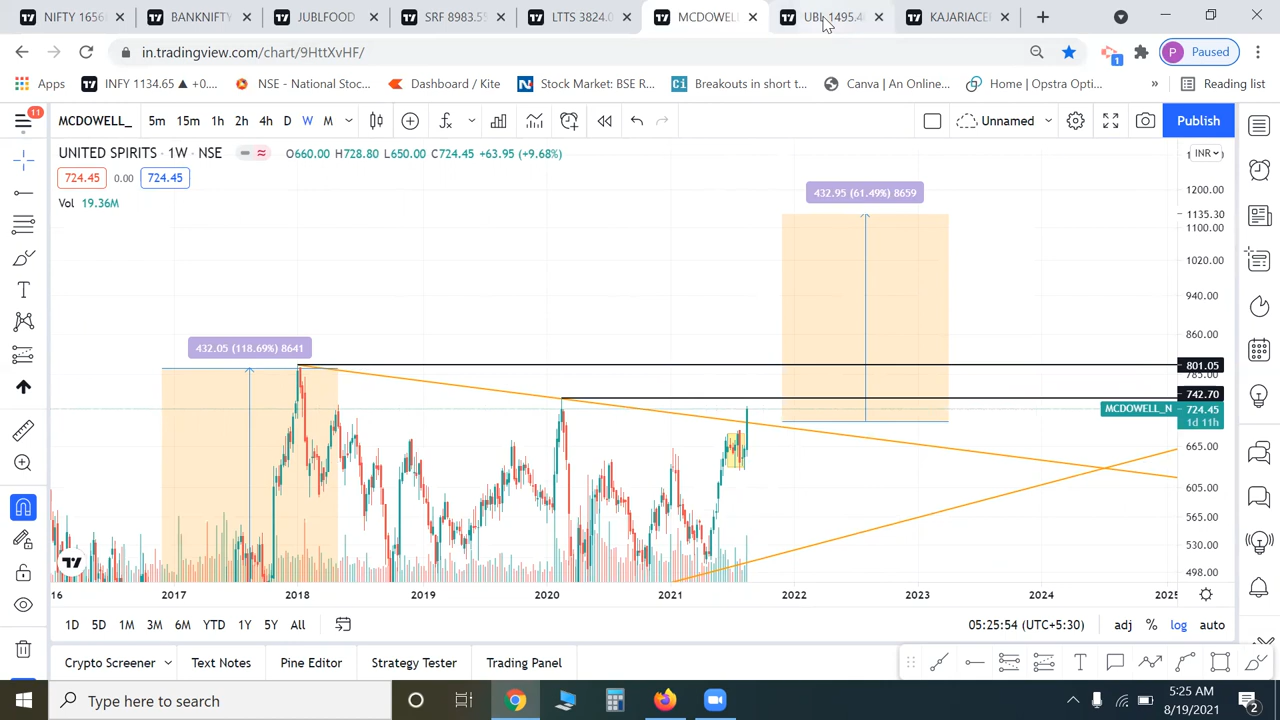 NIFTY 1656
BANKNIFTY
JUBLFOOD
SRF 8983.55
LTTS 3824.0
MCDOWELL
UBL 1495.4
KAJARIACE
in.tradingview.com/chart/9HttXvHF/
P Paused
Apps
INFY 1134.65 ▲ +0...
NSE - National Stoc...
Dashboard / Kite
Stock Market: BSE R...
Breakouts in short t...
Canva | An Online...
Home | Opstra Opti...
»
Reading list
11
MCDOWELL_
5m 15m 1h 2h 4h D W M
Unnamed
Publish
UNITED SPIRITS · 1W · NSE
O660.00 H728.80 L650.00 C724.45 +63.95 (+9.68%)
INR
724.45 0.00 724.45
Vol 19.36M
432.95 (61.49%) 8659
432.05 (118.69%) 8641
1200.00
1135.30
1100.00
1020.00
940.00
860.00
801.05
785.00
742.70
MCDOWELL_N 724.45
1d 11h
665.00
605.00
565.00
530.00
498.00
16 2017 2018 2019 2020 2021 2022 2023 2024 2025
1D 5D 1M 3M 6M YTD 1Y 5Y All
05:25:54 (UTC+5:30)
adj % log auto
Crypto Screener
Text Notes
Pine Editor
Strategy Tester
Trading Panel
Type here to search
5:25 AM
8/19/2021
2